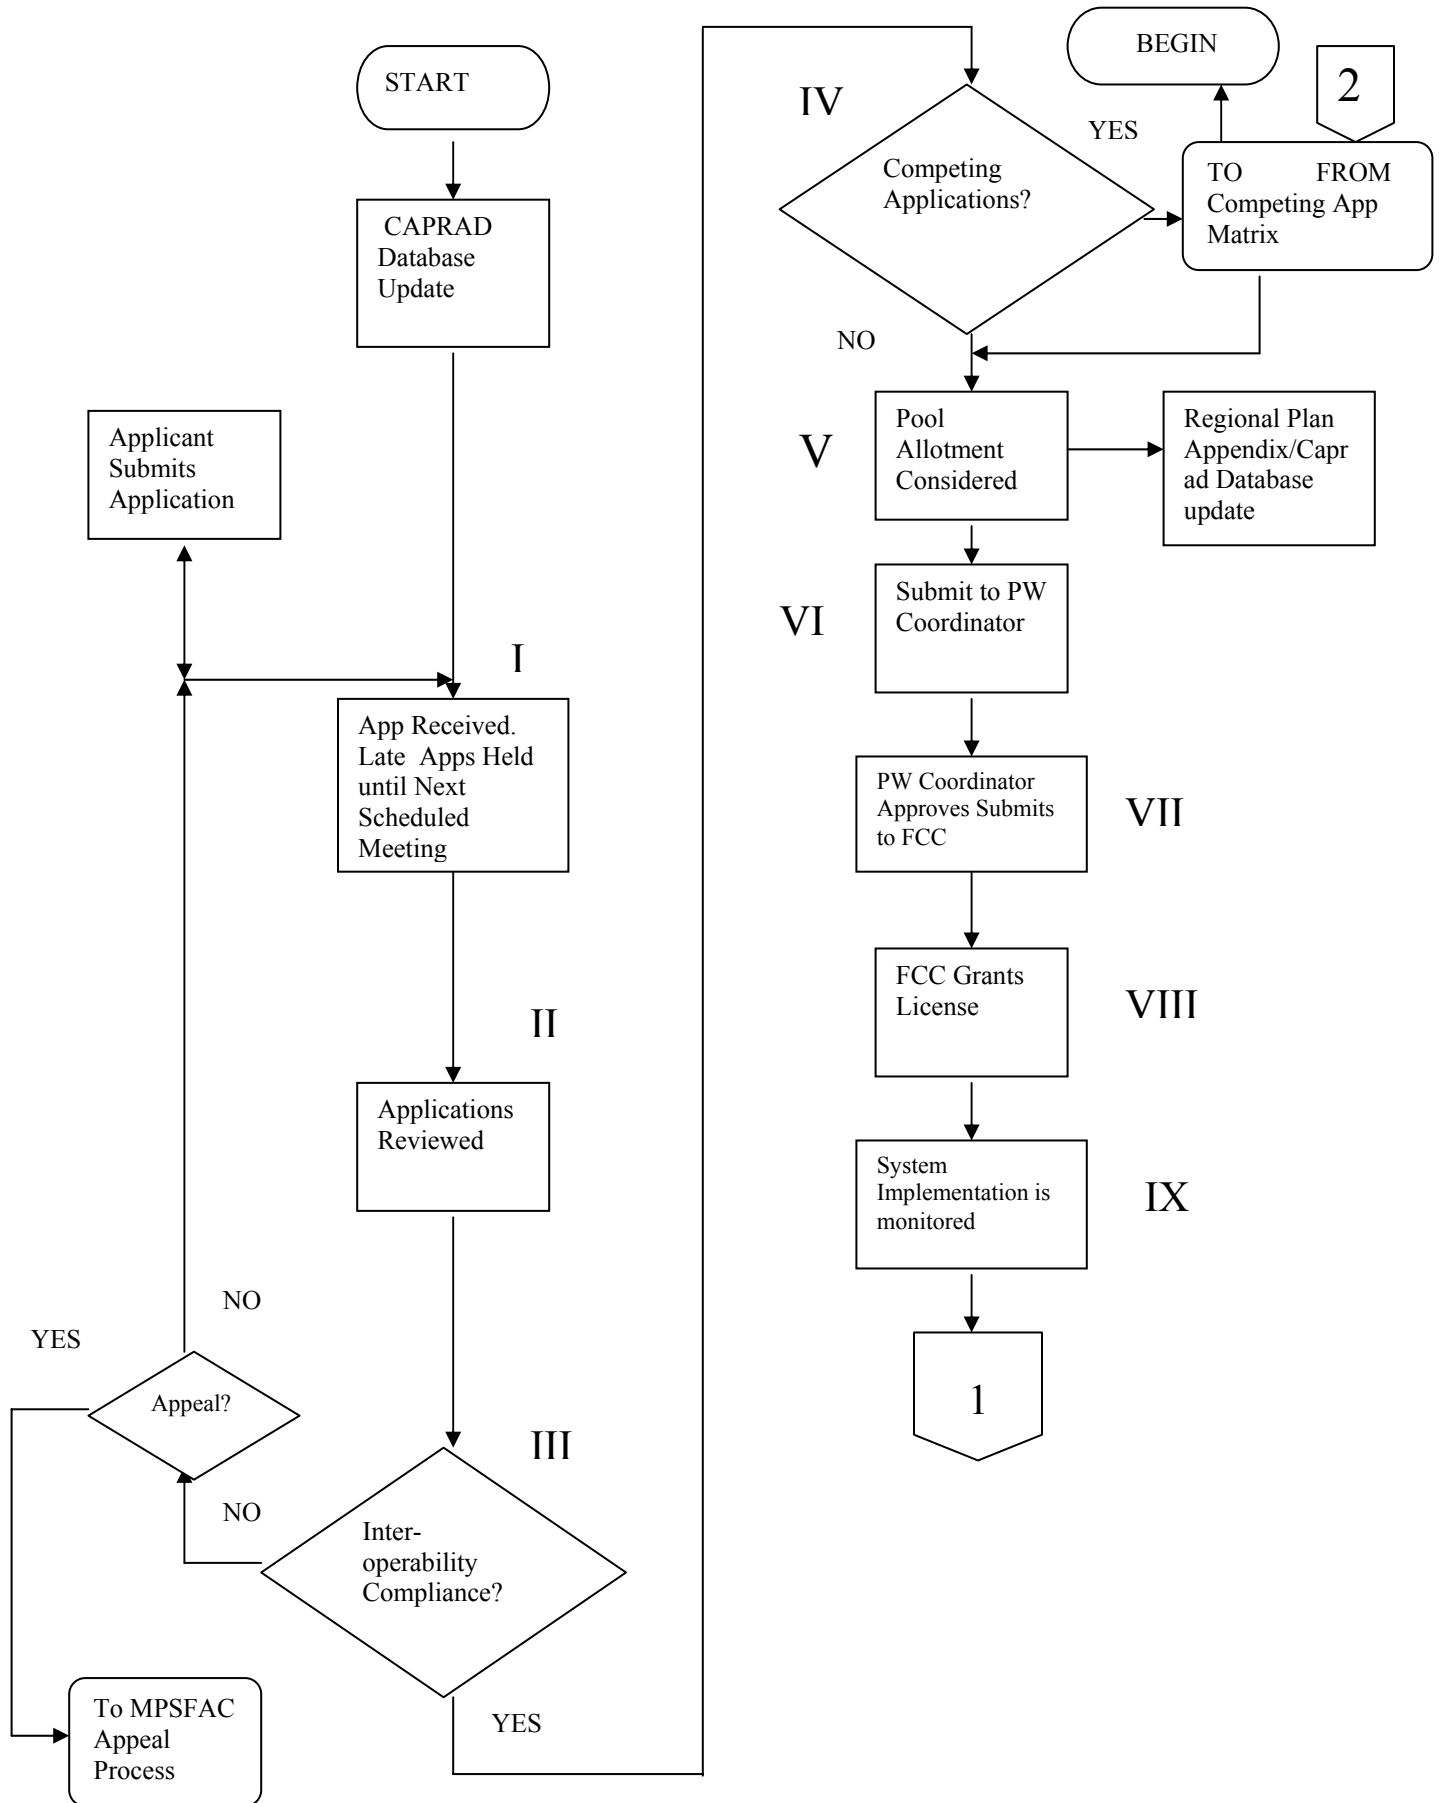 START
CAPRAD
Database
Update
Applicant
Submits
Application
I
App Received.
Late Apps Held
until Next
Scheduled
Meeting
II
Applications
Reviewed
NO
YES
Appeal?
III
NO
Inter-
operability
Compliance?
YES
To MPSFAC
Appeal
Process
BEGIN
2
IV
YES
Competing
Applications?
TO FROM
Competing App
Matrix
NO
V
Pool
Allotment
Considered
Regional Plan
Appendix/Capr
ad Database
update
VI
Submit to PW
Coordinator
PW Coordinator
Approves Submits
to FCC
VII
FCC Grants
License
VIII
System
Implementation is
monitored
IX
1